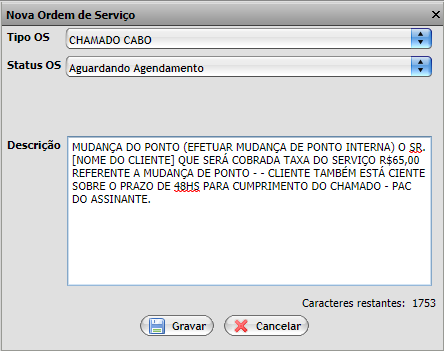 Nova Ordem de Serviço
Tipo OS CHAMADO CABO
Status OS Aguardando Agendamento
Descrição
MUDANÇA DO PONTO (EFETUAR MUDANÇA DE PONTO INTERNA) O SR.
[NOME DO CLIENTE] QUE SERÁ COBRADA TAXA DO SERVIÇO R$65,00
REFERENTE A MUDANÇA DE PONTO - - CLIENTE TAMBÉM ESTÁ CIENTE
SOBRE O PRAZO DE 48HS PARA CUMPRIMENTO DO CHAMADO - PAC
DO ASSINANTE.
Caracteres restantes: 1753
Gravar Cancelar